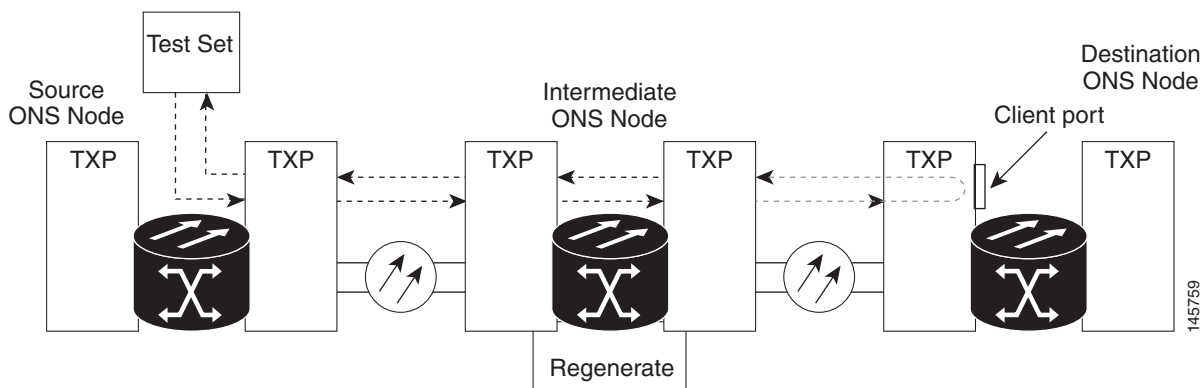 Test Set
Source
ONS Node
Intermediate
ONS Node
Destination
ONS Node
Client port
TXP
TXP
TXP
TXP
TXP
TXP
Regenerate
145759